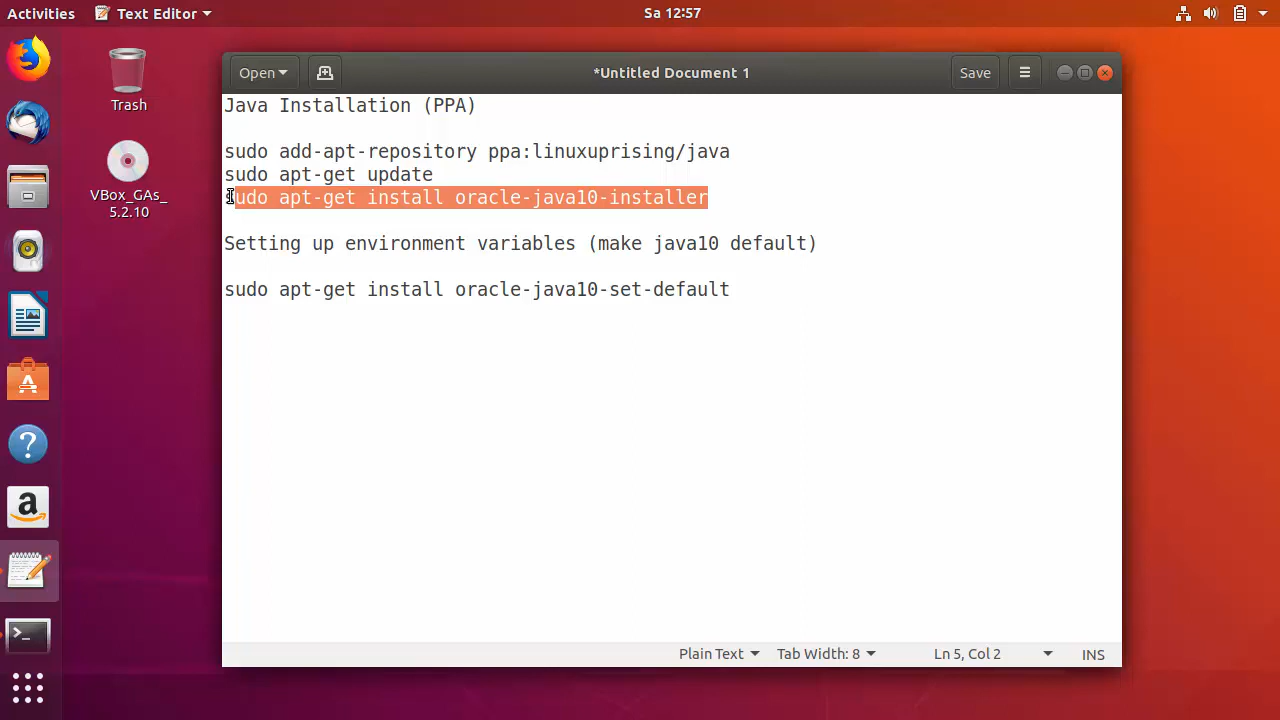 Activities
Text Editor
Sa 12:57
Trash
VBox_GAs_
5.2.10
Open
*Untitled Document 1
Save
Java Installation (PPA)
sudo add-apt-repository ppa:linuxuprising/java
sudo apt-get update
sudo apt-get install oracle-java10-installer
Setting up environment variables (make java10 default)
sudo apt-get install oracle-java10-set-default
Plain Text
Tab Width: 8
Ln 5, Col 2
INS